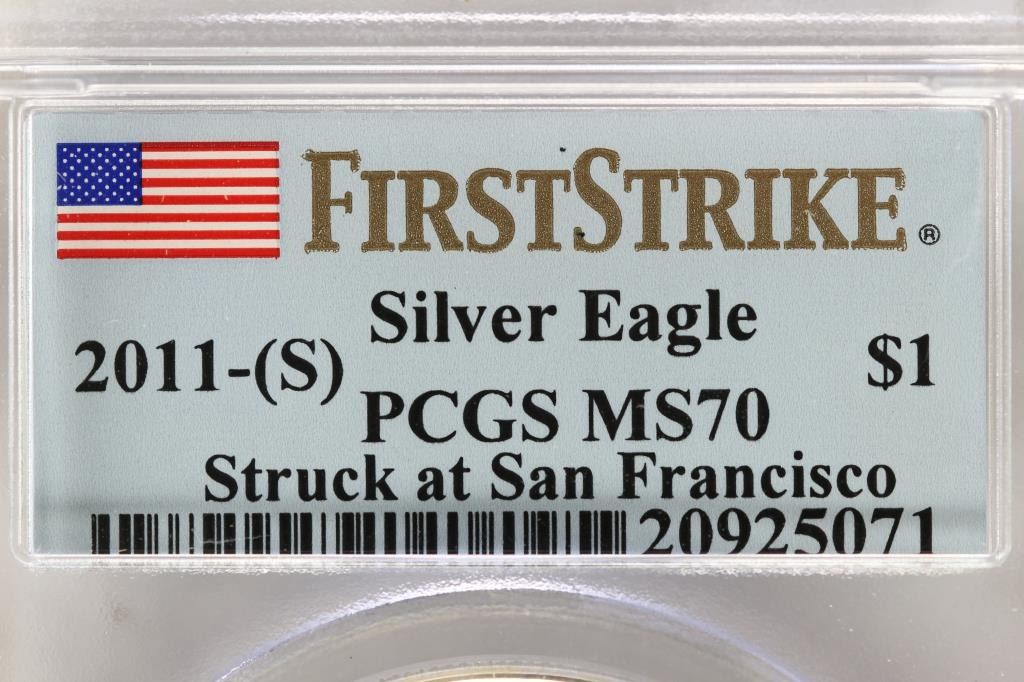 FIRSTSTRIKE®
Silver Eagle
2011-(S) $1
PCGS MS70
Struck at San Francisco
20925071